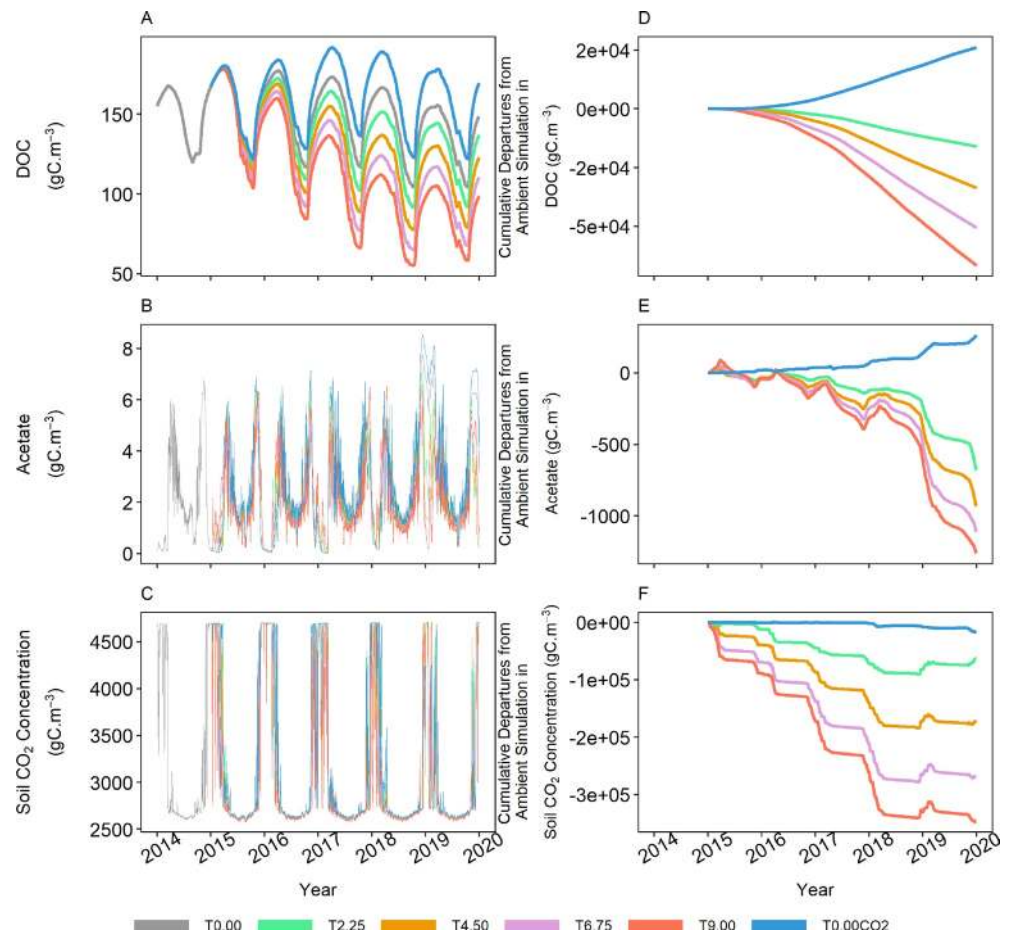 A
DOC
(gC.m⁻³)
150
100
50
B
Acetate
(gC.m⁻³)
8
6
4
2
0
C
Soil CO₂ Concentration
(gC.m⁻³)
4500
4000
3500
3000
2500
2014
2015
2016
2017
2018
2019
2020
Year
D
Cumulative Departures from
Ambient Simulation in
DOC (gC.m⁻³)
2e+04
0e+00
-2e+04
-5e+04
E
Cumulative Departures from
Ambient Simulation in
Acetate (gC.m⁻³)
0
-500
-1000
F
Cumulative Departures from
Ambient Simulation in
Soil CO₂ Concentration (gC.m⁻³)
0e+00
-1e+05
-2e+05
-3e+05
2014
2015
2016
2017
2018
2019
2020
Year
T0.00
T2.25
T4.50
T6.75
T9.00
T0.00CO2